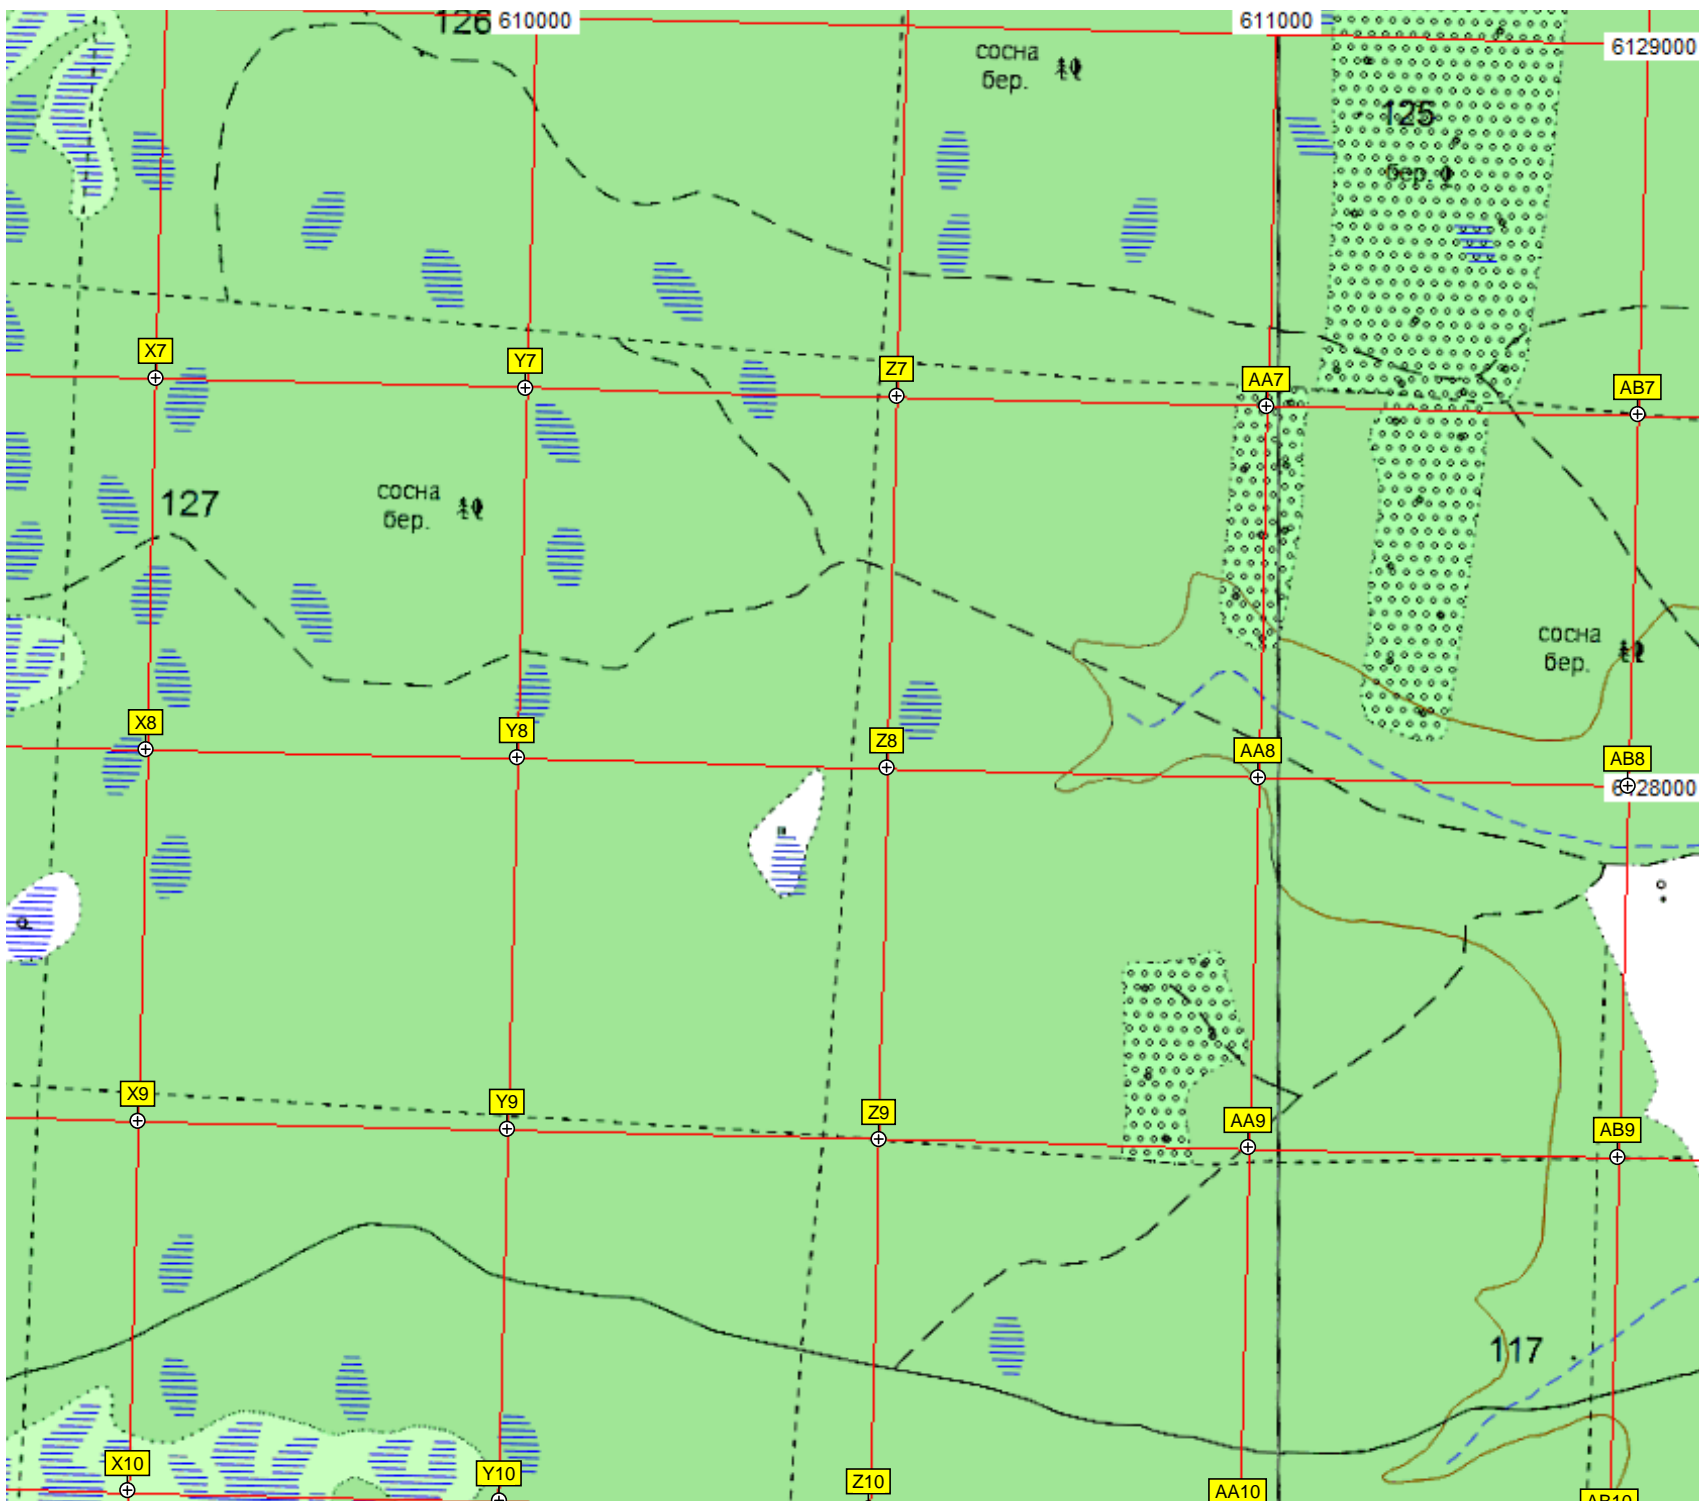 126
610000
611000
6129000
сосна
бер.
125
бер.
X7
Y7
Z7
AA7
AB7
127
сосна
бер.
сосна
бер.
X8
Y8
Z8
AA8
AB8
6128000
X9
Y9
Z9
AA9
AB9
117
X10
Y10
Z10
AA10
AB10